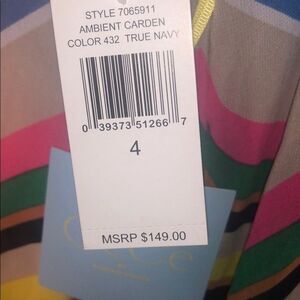 STYLE 7065911
AMBIENT CARDEN
COLOR 432 TRUE NAVY
0 39373 51266 7
4
MSRP $149.00